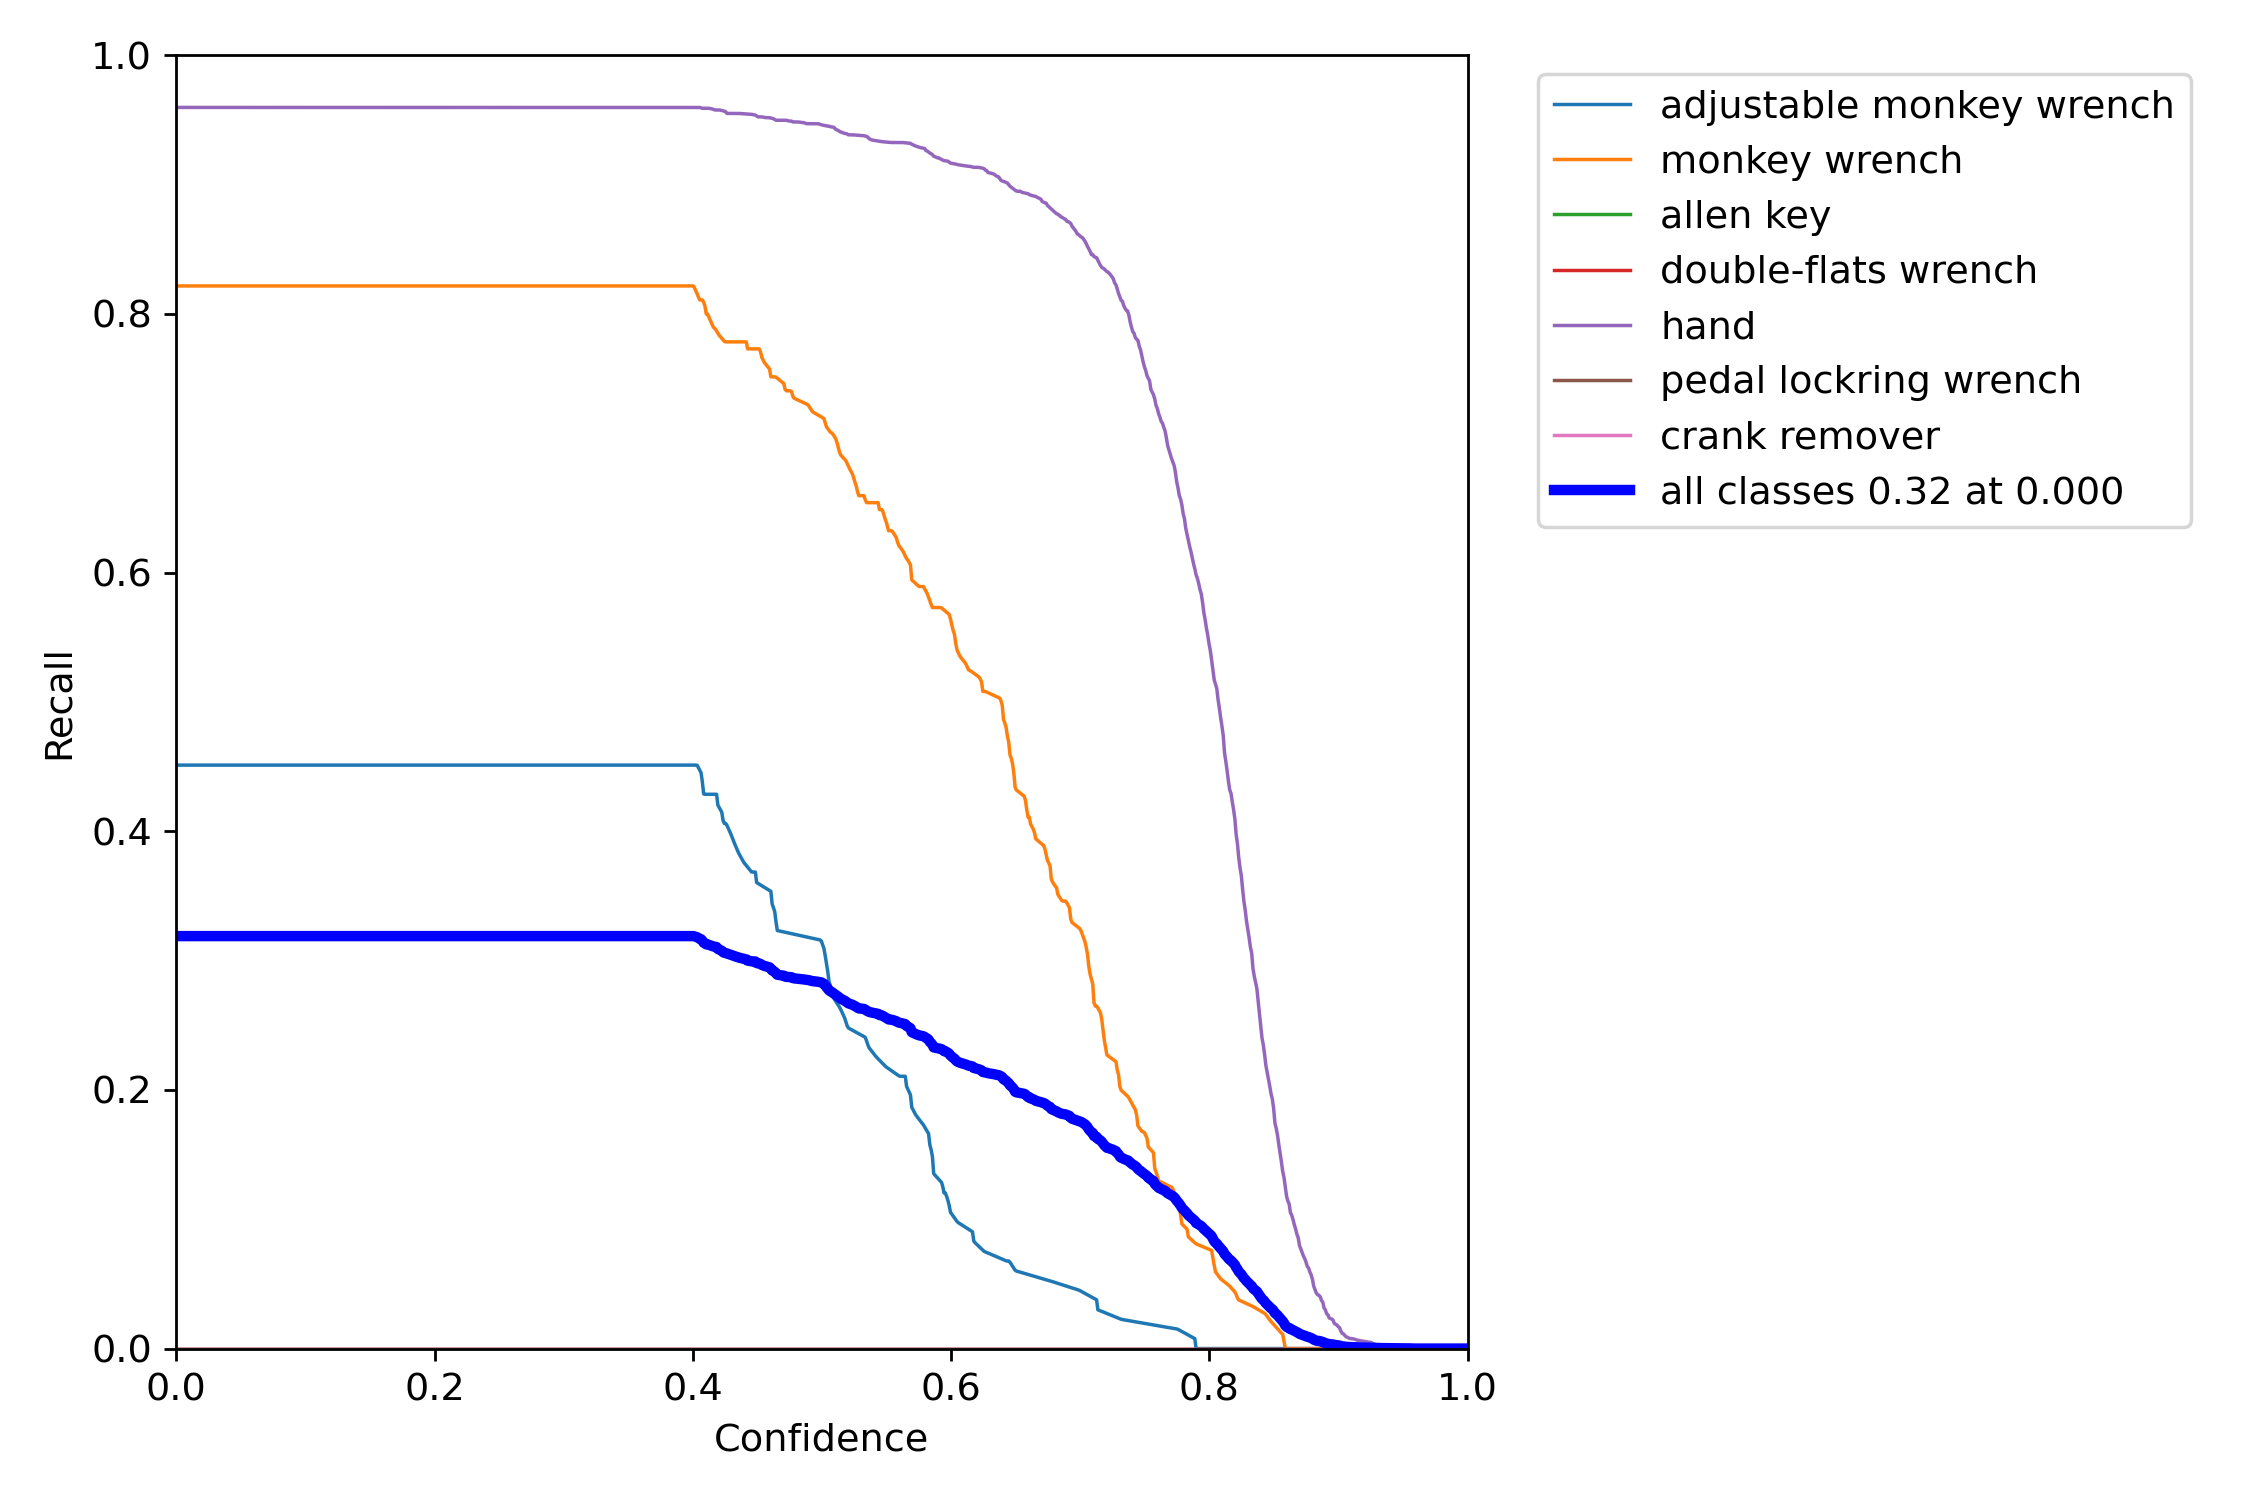 1.0
0.8
0.6
0.4
0.2
0.0
Recall
0.0 0.2 0.4 0.6 0.8 1.0
Confidence
adjustable monkey wrench
monkey wrench
allen key
double-flats wrench
hand
pedal lockring wrench
crank remover
all classes 0.32 at 0.000